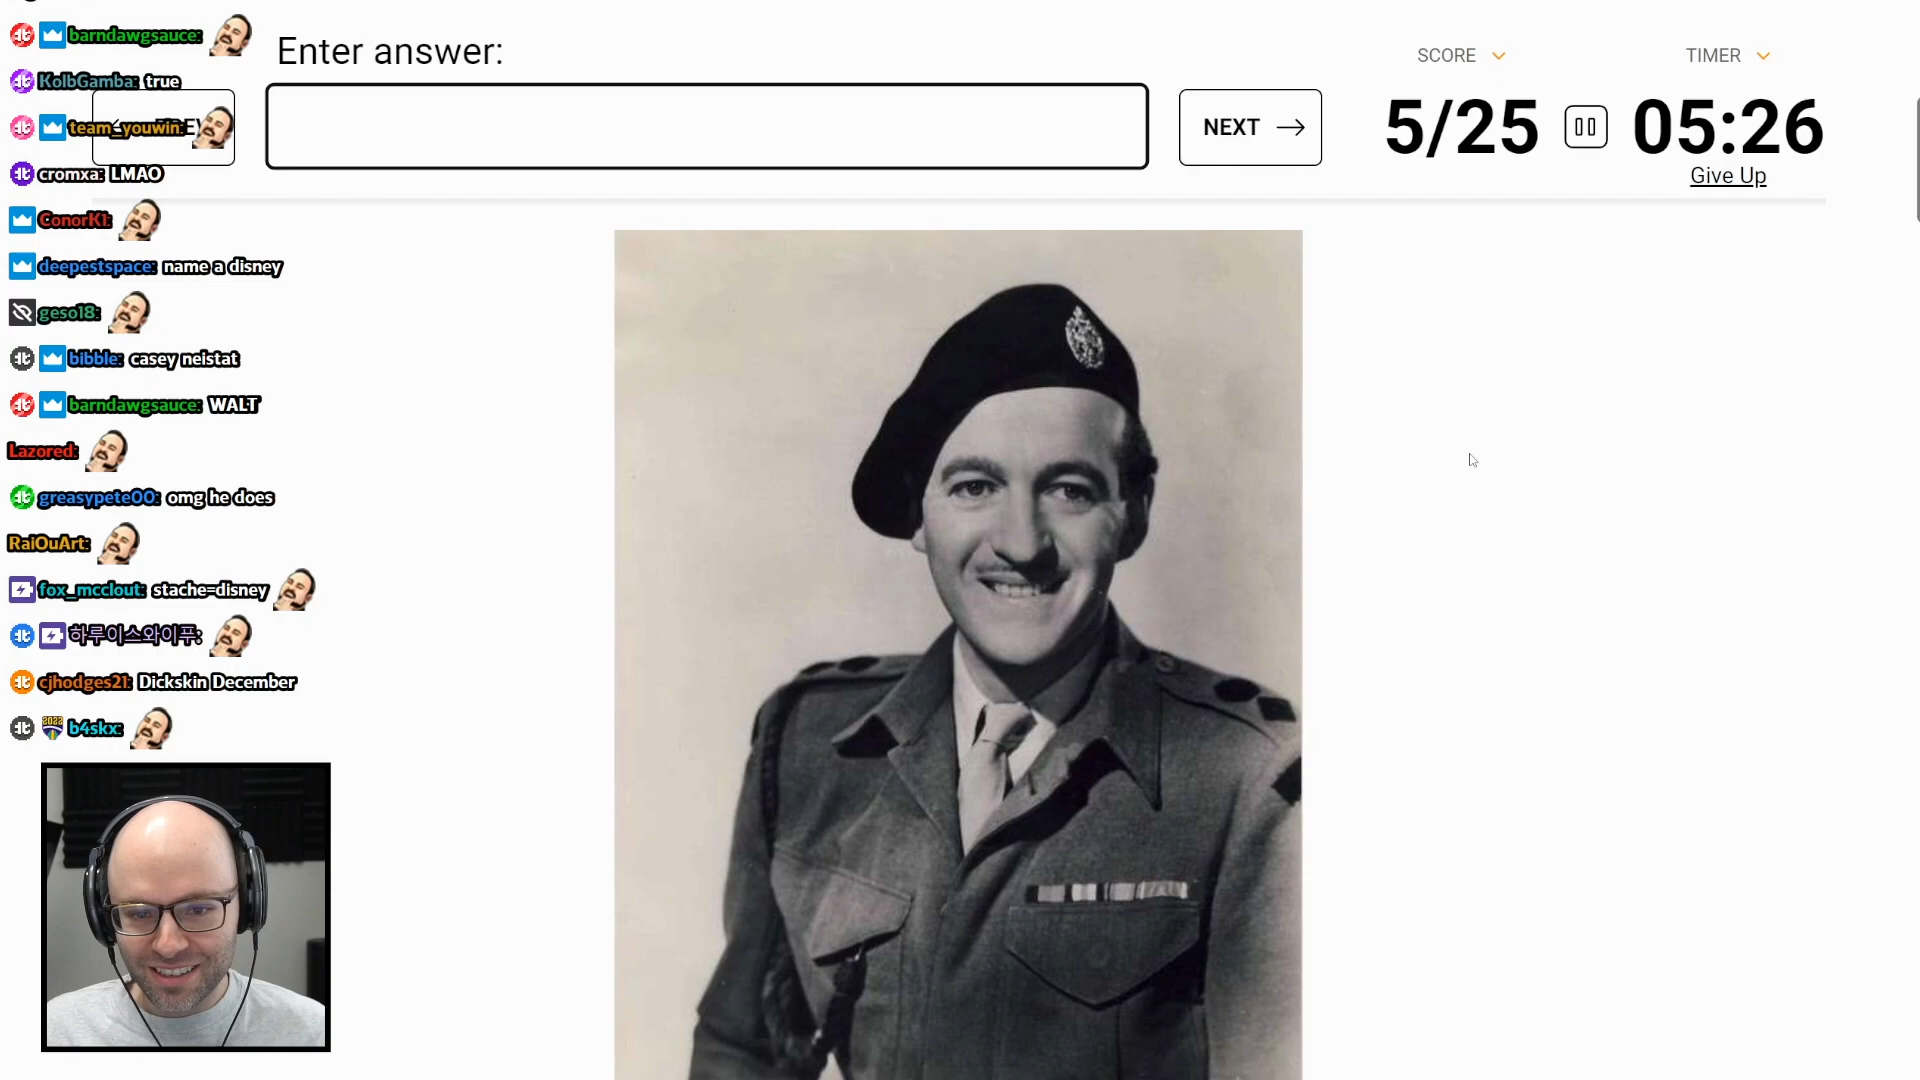 barndawgsauce:
KolbGamba: true
team_youwin:
cromxa: LMAO
ConorK1:
deepestspace: name a disney
geso18:
bibble: casey neistat
barndawgsauce: WALT
Lazored:
greasypete00: omg he does
RaiOuArt:
fox_mcclout: stache=disney
하루이스와이푸:
cjhodges21: Dickskin December
2022
b4skx:
Enter answer:
NEXT →
SCORE
5/25
TIMER
05:26
Give Up